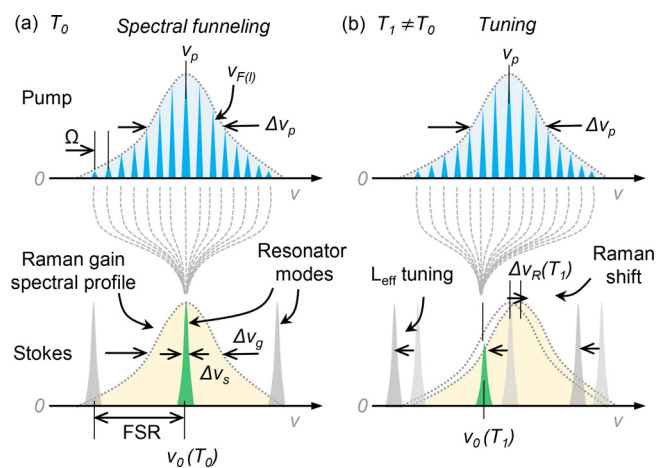 (a) T₀ Spectral funneling
ν_p
ν_F(l)
Pump
Δν_p
Ω
0
ν
Raman gain
spectral profile
Resonator
modes
Stokes
Δν_g
Δν_s
0
ν
FSR
ν₀(T₀)
(b) T₁ ≠ T₀ Tuning
ν_p
Δν_p
0
ν
L_eff tuning
Δν_R(T₁)
Raman
shift
0
ν
ν₀(T₁)